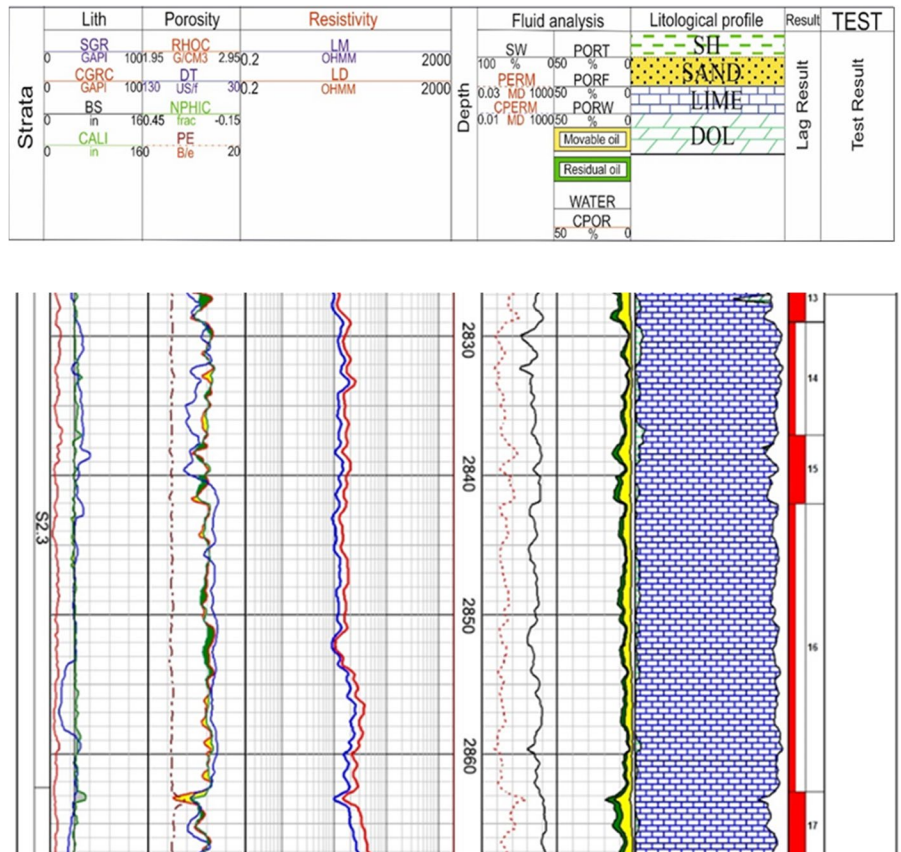 Lith Porosity Resistivity Fluid analysis Litological profile Result TEST
Strata
SGR
0 GAPI 100
CGRC
0 GAPI 100
BS
0 in 16
CALI
0 in 16
RHOC
1.95 G/CM3 2.95
DT
130 US/f 30
NPHIC
0.45 frac -0.15
PE
0 B/e 20
LM
0.2 OHMM 2000
LD
0.2 OHMM 2000
Depth
SW
100 % 0
PERM
0.03 MD 1000
CPERM
0.01 MD 1000
PORT
50 % 0
PORF
50 % 0
PORW
50 % 0
Movable oil
Residual oil
WATER
CPOR
50 % 0
SH
SAND
LIME
DOL
Lag Result
Test Result
S2.3
2830
2840
2850
2860
13
14
15
16
17